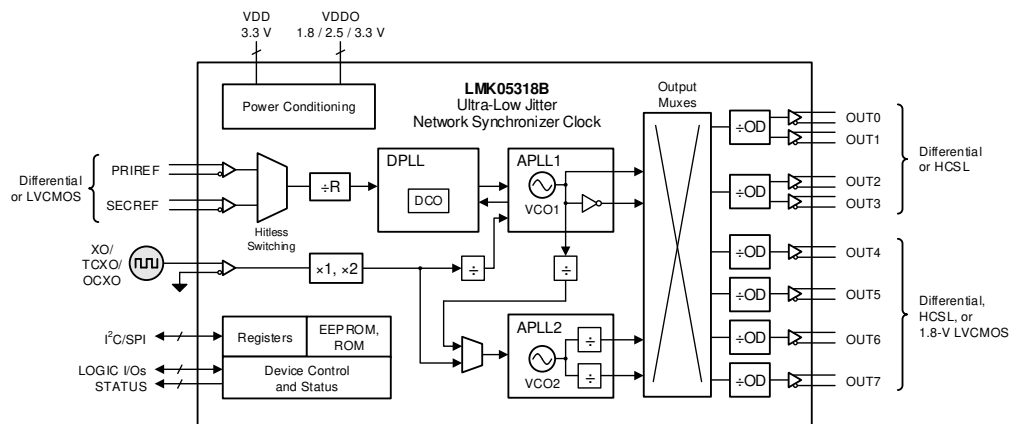 VDD
3.3 V
VDDO
1.8 / 2.5 / 3.3 V
Power Conditioning
LMK05318B
Ultra-Low Jitter
Network Synchronizer Clock
Output
Muxes
Differential
or LVCMOS
PRIREF
SECREF
Hitless
Switching
÷R
DPLL
DCO
APLL1
VCO1
XO/
TCXO/
OCXO
×1, ×2
÷
÷
I²C/SPI
LOGIC I/Os
STATUS
Registers
EEPROM,
ROM
Device Control
and Status
APLL2
VCO2
÷
÷
÷OD
÷OD
÷OD
÷OD
÷OD
÷OD
OUT0
OUT1
OUT2
OUT3
OUT4
OUT5
OUT6
OUT7
Differential
or HCSL
Differential,
HCSL, or
1.8-V LVCMOS